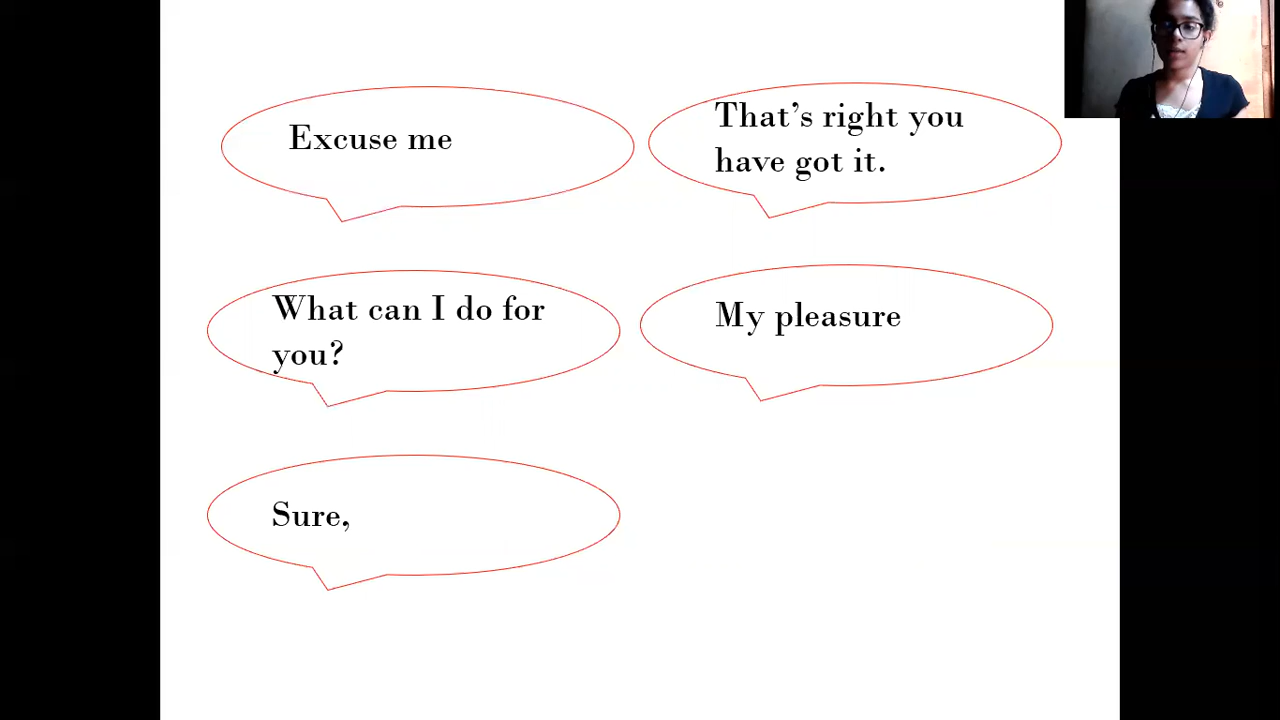 Excuse me
That's right you
have got it.
What can I do for
you?
My pleasure
Sure,